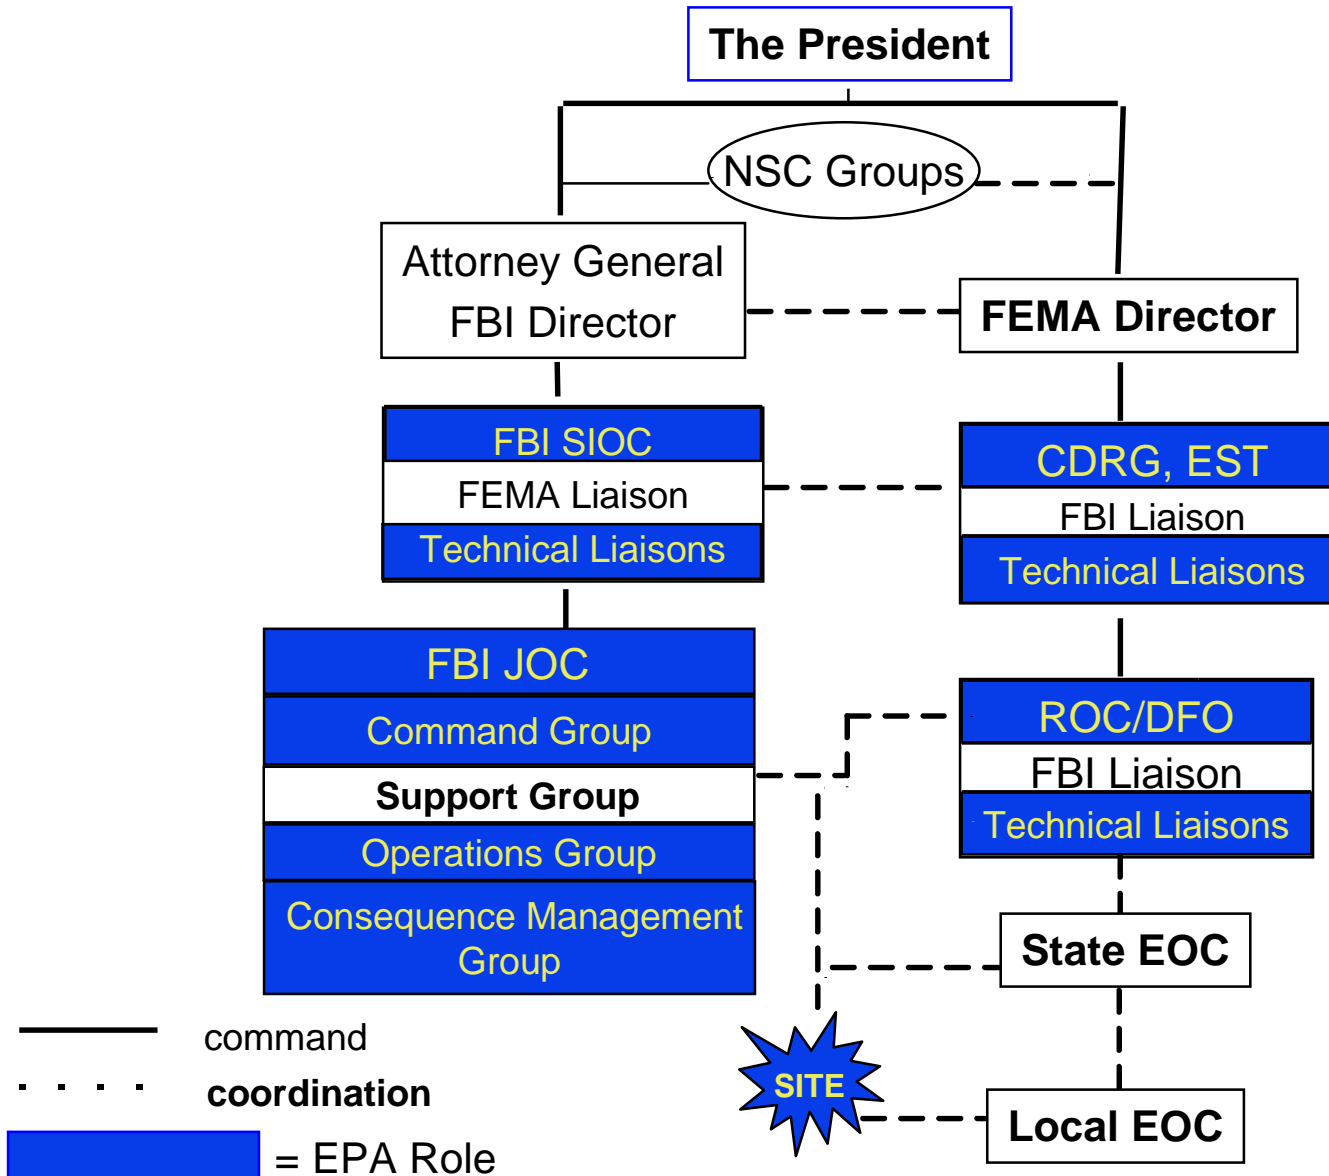 The President
NSC Groups
Attorney General
FBI Director
FEMA Director
FBI SIOC
FEMA Liaison
Technical Liaisons
CDRG, EST
FBI Liaison
Technical Liaisons
FBI JOC
Command Group
Support Group
Operations Group
Consequence Management
Group
ROC/DFO
FBI Liaison
Technical Liaisons
State EOC
SITE
Local EOC
command
coordination
= EPA Role